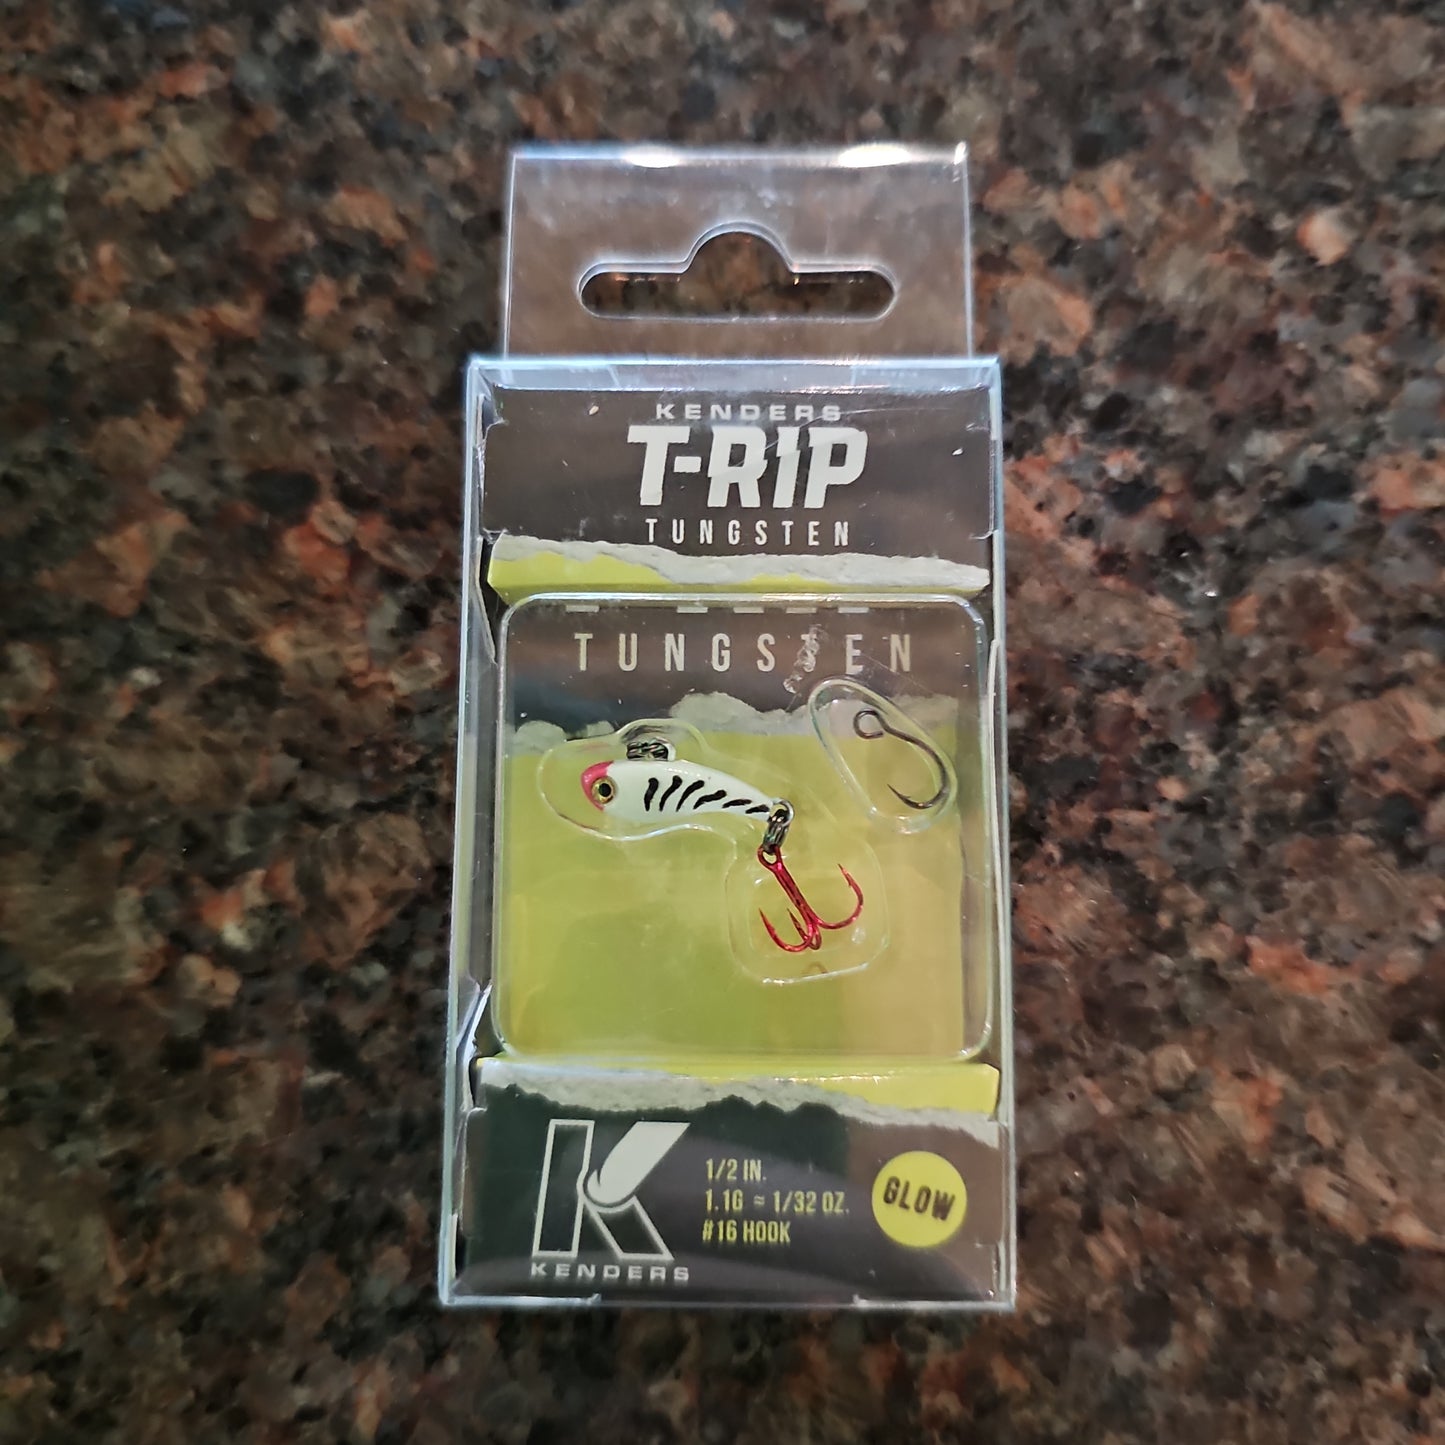 KENDERS
T-RIP
TUNGSTEN
TUNGSTEN
1/2 IN.
1.1G ≈ 1/32 OZ.
#16 HOOK
GLOW
K
KENDERS